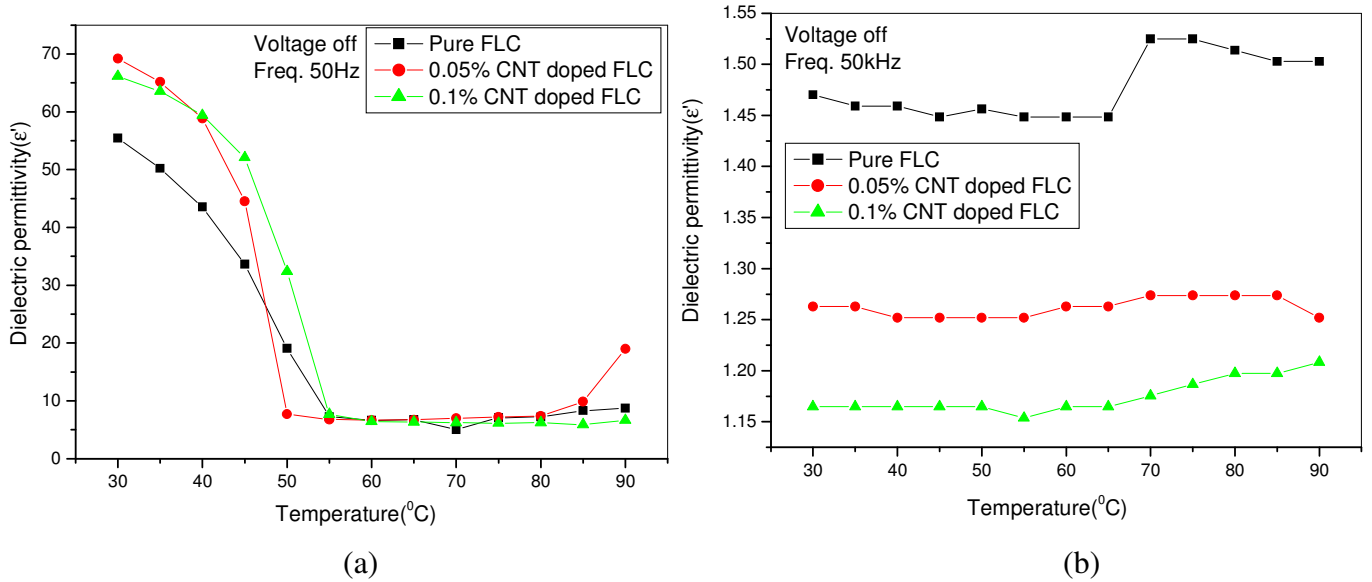 Voltage off
Freq. 50Hz
Pure FLC
0.05% CNT doped FLC
0.1% CNT doped FLC
70
60
50
40
30
20
10
0
30 40 50 60 70 80 90
Dielectric permittivity(ε')
Temperature(⁰C)
(a)
Voltage off
Freq. 50kHz
Pure FLC
0.05% CNT doped FLC
0.1% CNT doped FLC
1.55
1.50
1.45
1.40
1.35
1.30
1.25
1.20
1.15
30 40 50 60 70 80 90
Dielectric permittivity(ε')
Temperature(⁰C)
(b)